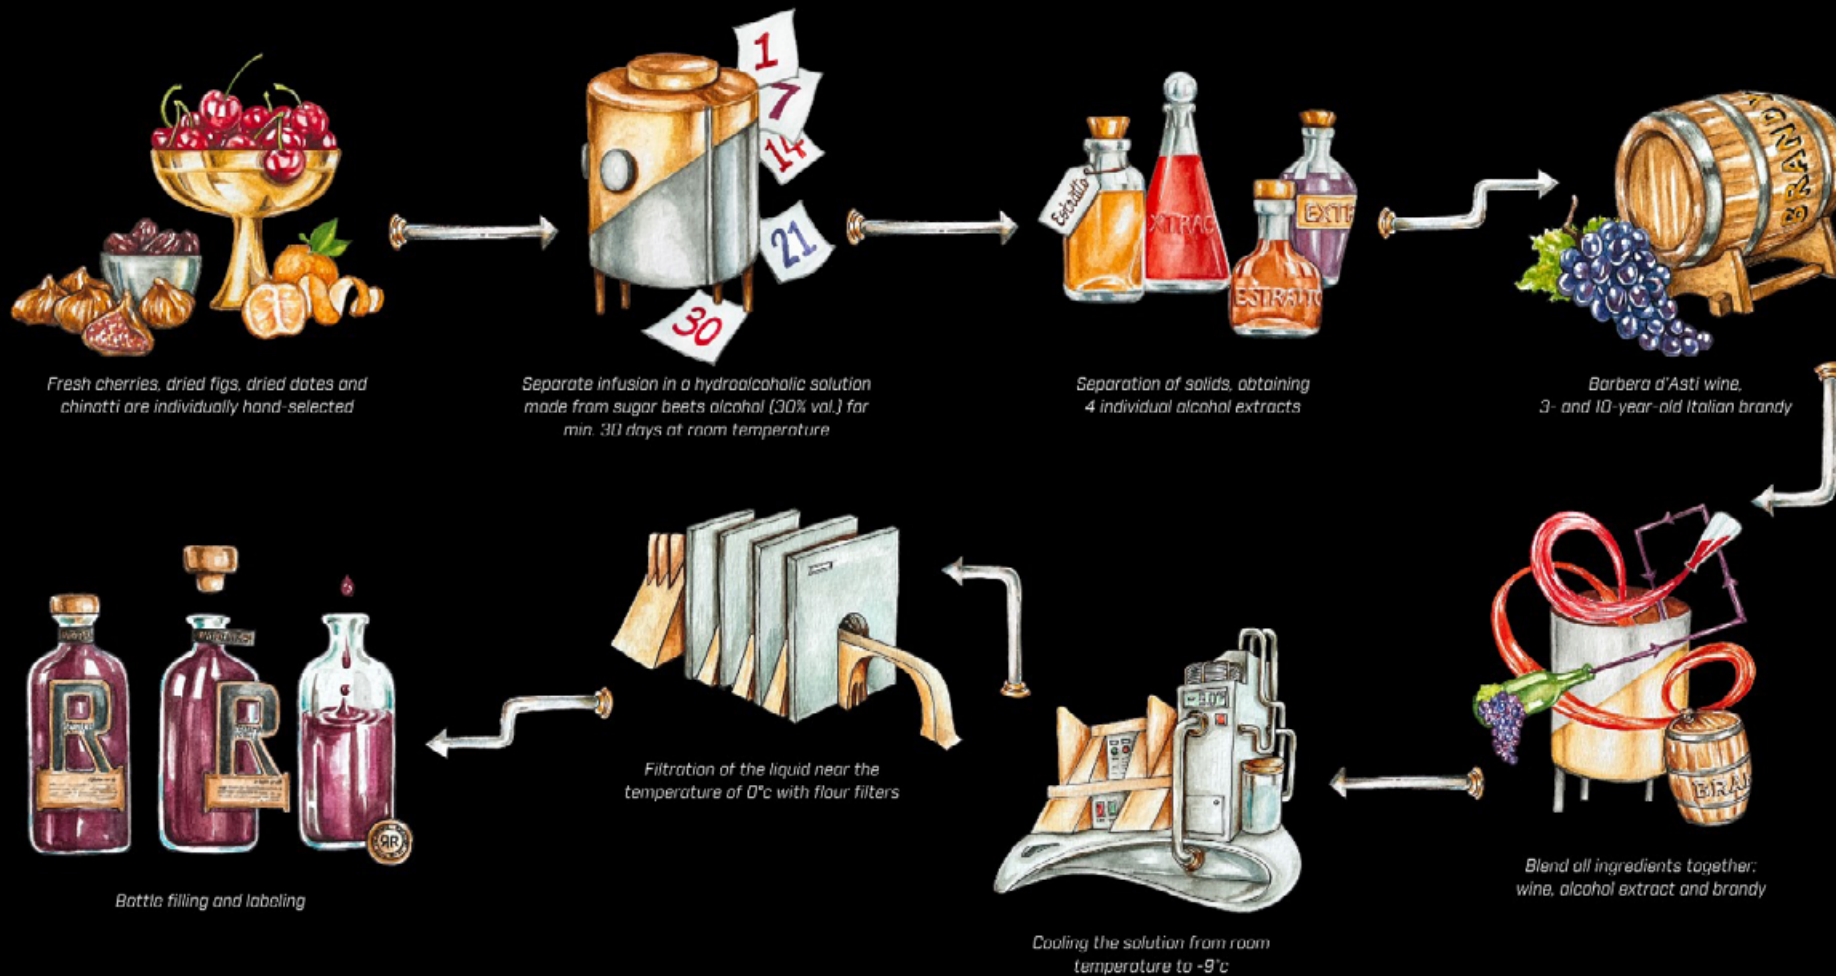 1
7
14
21
30
Estratto
XTRAC
ESTRATTO
EXTR
BRANDY
Fresh cherries, dried figs, dried dates and
chinotti are individually hand-selected
Separate infusion in a hydroalcoholic solution
made from sugar beets alcohol (30% vol.) for
min. 30 days at room temperature
Separation of solids, obtaining
4 individual alcohol extracts
Barbera d'Asti wine,
3- and 10-year-old Italian brandy
BRA
Blend all ingredients together:
wine, alcohol extract and brandy
Cooling the solution from room
temperature to -9°c
Filtration of the liquid near the
temperature of 0°c with flour filters
R
R
RR
Bottle filling and labeling